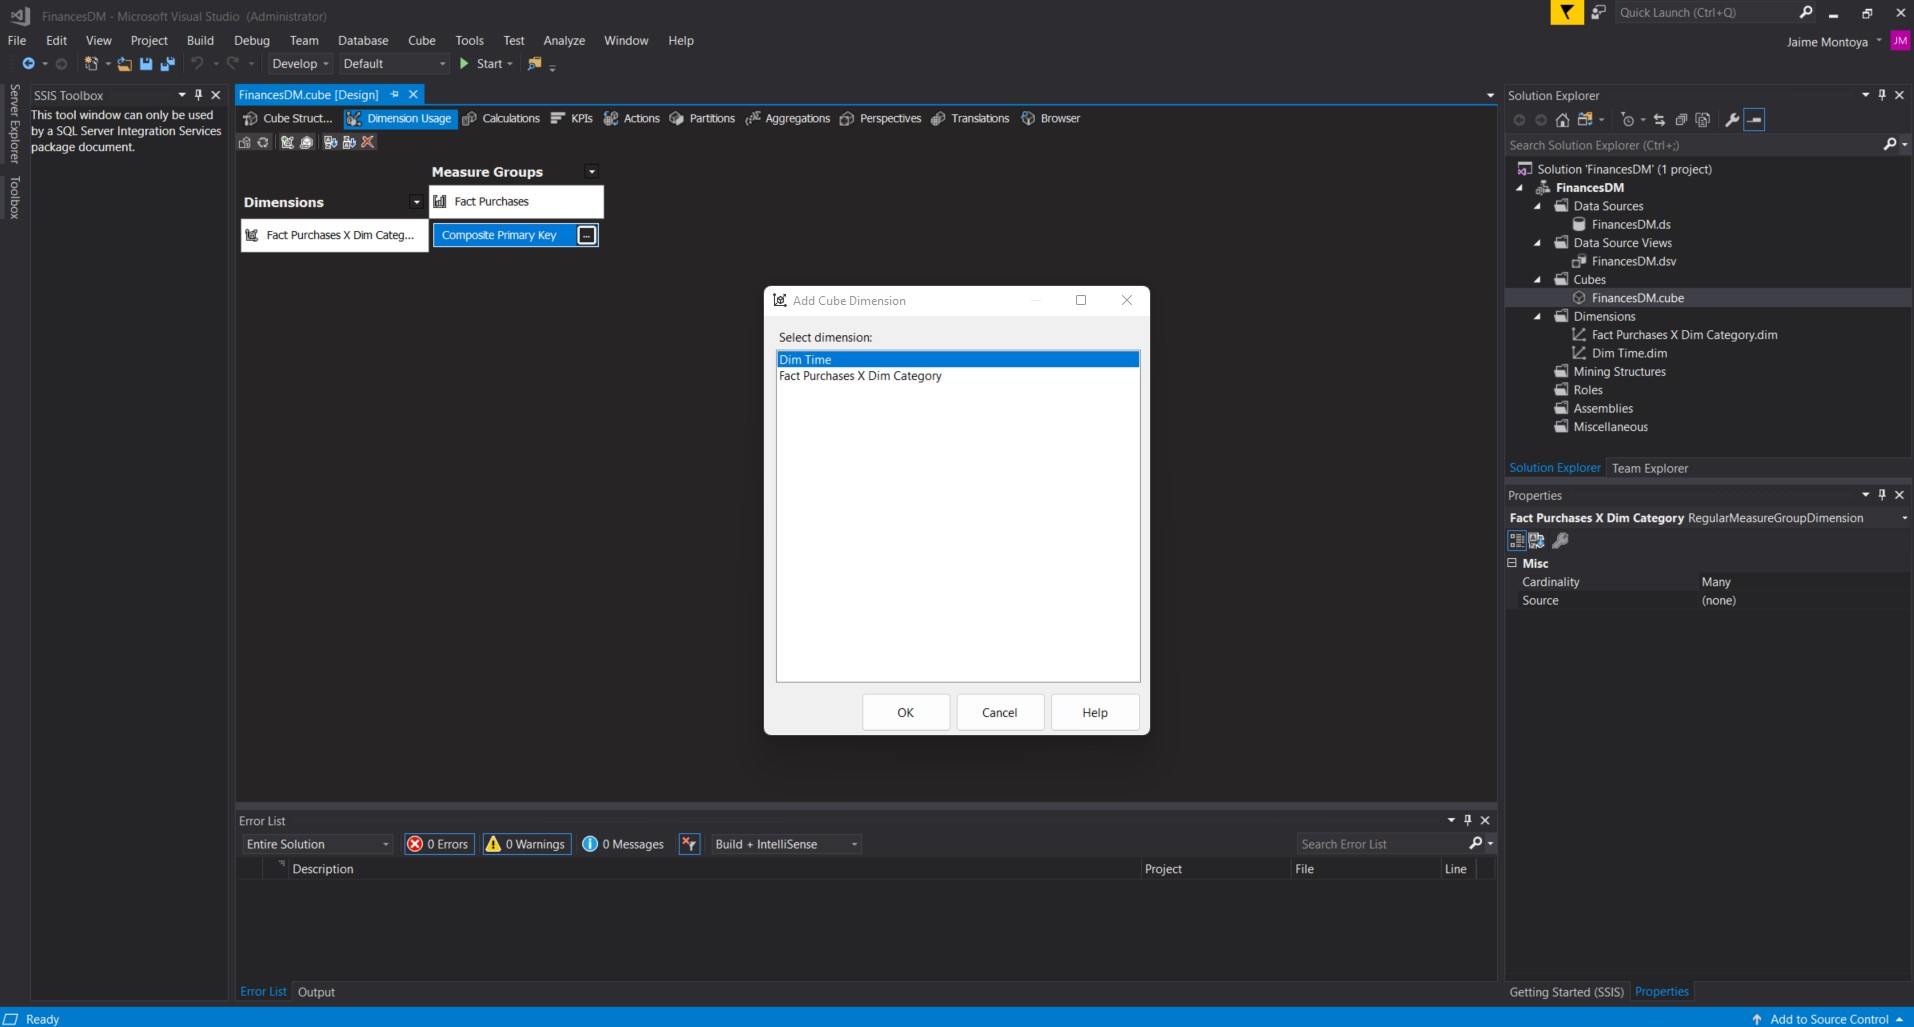 FinancesDM - Microsoft Visual Studio (Administrator)
Quick Launch (Ctrl+Q)
File Edit View Project Build Debug Team Database Cube Tools Test Analyze Window Help
Jaime Montoya JM
Develop Default Start
Server Explorer
Toolbox
SSIS Toolbox
This tool window can only be used
by a SQL Server Integration Services
package document.
FinancesDM.cube [Design]
Cube Struct... Dimension Usage Calculations KPIs Actions Partitions Aggregations Perspectives Translations Browser
Measure Groups
Dimensions
Fact Purchases
Fact Purchases X Dim Categ...
Composite Primary Key ...
Add Cube Dimension
Select dimension:
Dim Time
Fact Purchases X Dim Category
OK Cancel Help
Error List
Entire Solution 0 Errors 0 Warnings 0 Messages Build + IntelliSense Search Error List
Description Project File Line
Error List Output
Solution Explorer
Search Solution Explorer (Ctrl+;)
Solution 'FinancesDM' (1 project)
FinancesDM
Data Sources
FinancesDM.ds
Data Source Views
FinancesDM.dsv
Cubes
FinancesDM.cube
Dimensions
Fact Purchases X Dim Category.dim
Dim Time.dim
Mining Structures
Roles
Assemblies
Miscellaneous
Solution Explorer Team Explorer
Properties
Fact Purchases X Dim Category RegularMeasureGroupDimension
Misc
Cardinality Many
Source (none)
Getting Started (SSIS) Properties
Ready
Add to Source Control